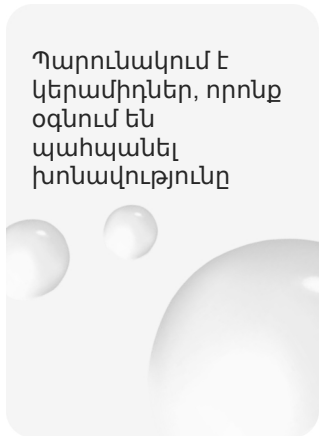 Պարունակում է
կերամիդներ, որոնք
օգնում են
պահպանել
խոնավությունը